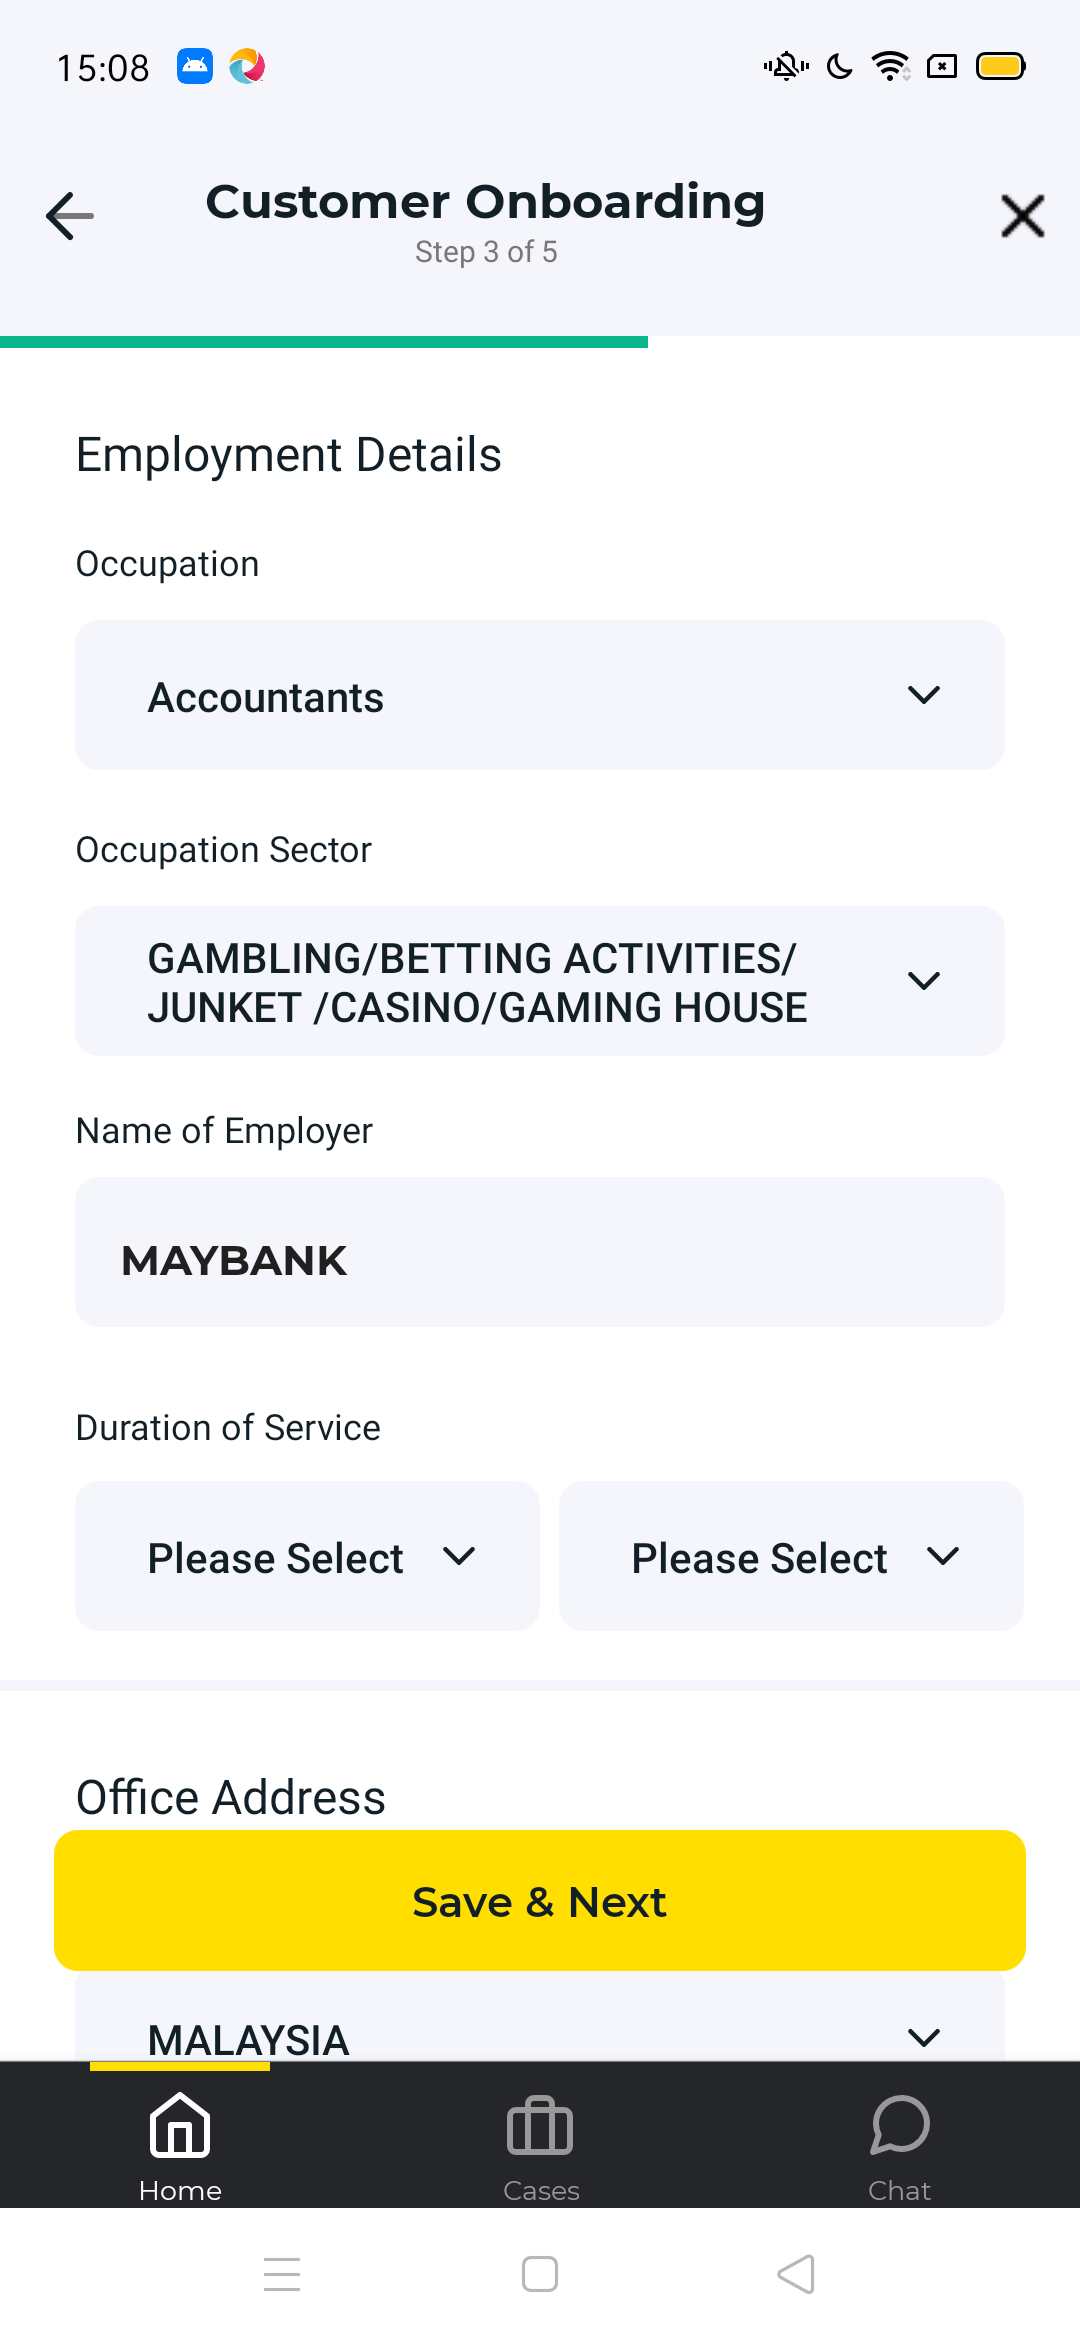 15:08
Customer Onboarding
Step 3 of 5
Employment Details
Occupation
Accountants
Occupation Sector
GAMBLING/BETTING ACTIVITIES/
JUNKET /CASINO/GAMING HOUSE
Name of Employer
MAYBANK
Duration of Service
Please Select
Please Select
Office Address
Save & Next
MALAYSIA
Home
Cases
Chat